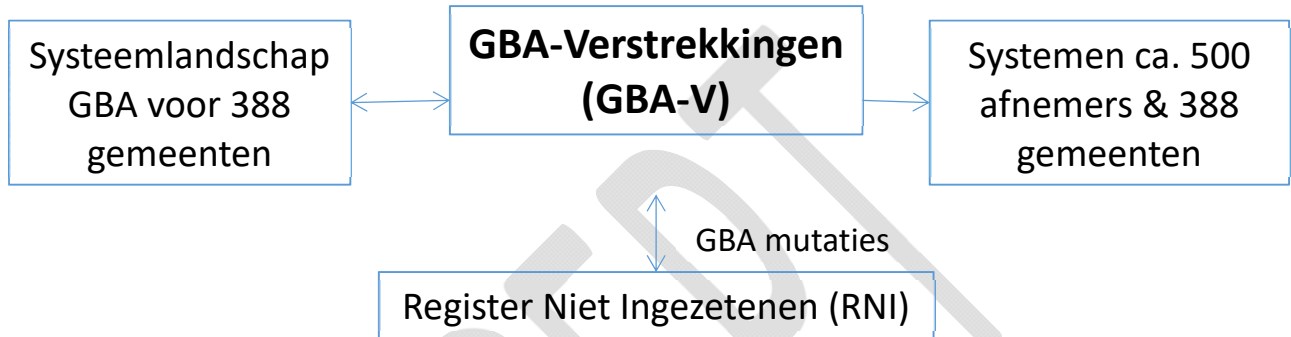 Systeemlandschap
GBA voor 388
gemeenten
GBA-Verstrekkingen
(GBA-V)
Systemen ca. 500
afnemers & 388
gemeenten
GBA mutaties
Register Niet Ingezetenen (RNI)